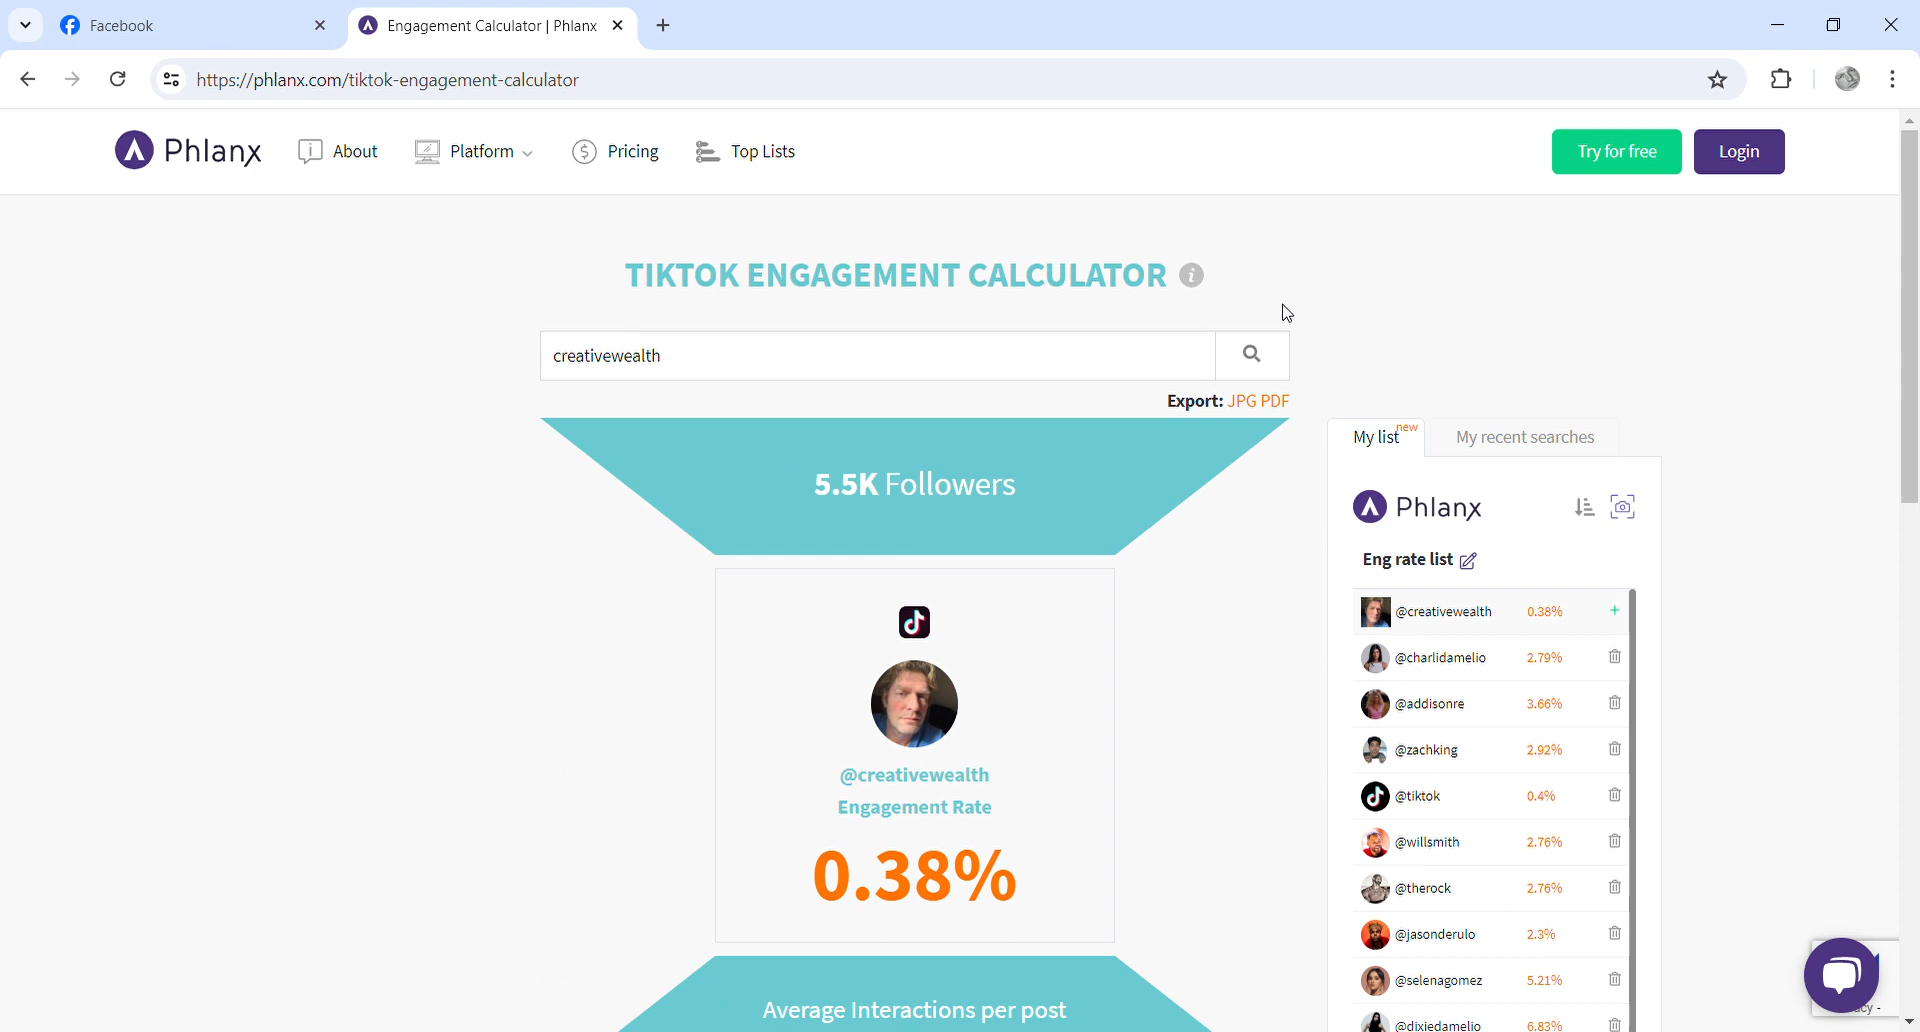 Facebook
Engagement Calculator | Phlanx
https://phlanx.com/tiktok-engagement-calculator
Phlanx
About
Platform
Pricing
Top Lists
Try for free
Login
TIKTOK ENGAGEMENT CALCULATOR
creativewealth
Export: JPG PDF
5.5K Followers
@creativewealth
Engagement Rate
0.38%
Average Interactions per post
My list new
My recent searches
Phlanx
Eng rate list
@creativewealth 0.38%
@charlidamelio 2.79%
@addisonre 3.66%
@zachking 2.92%
@tiktok 0.4%
@willsmith 2.76%
@therock 2.76%
@jasonderulo 2.3%
@selenagomez 5.21%
@dixiedamelio 6.83%